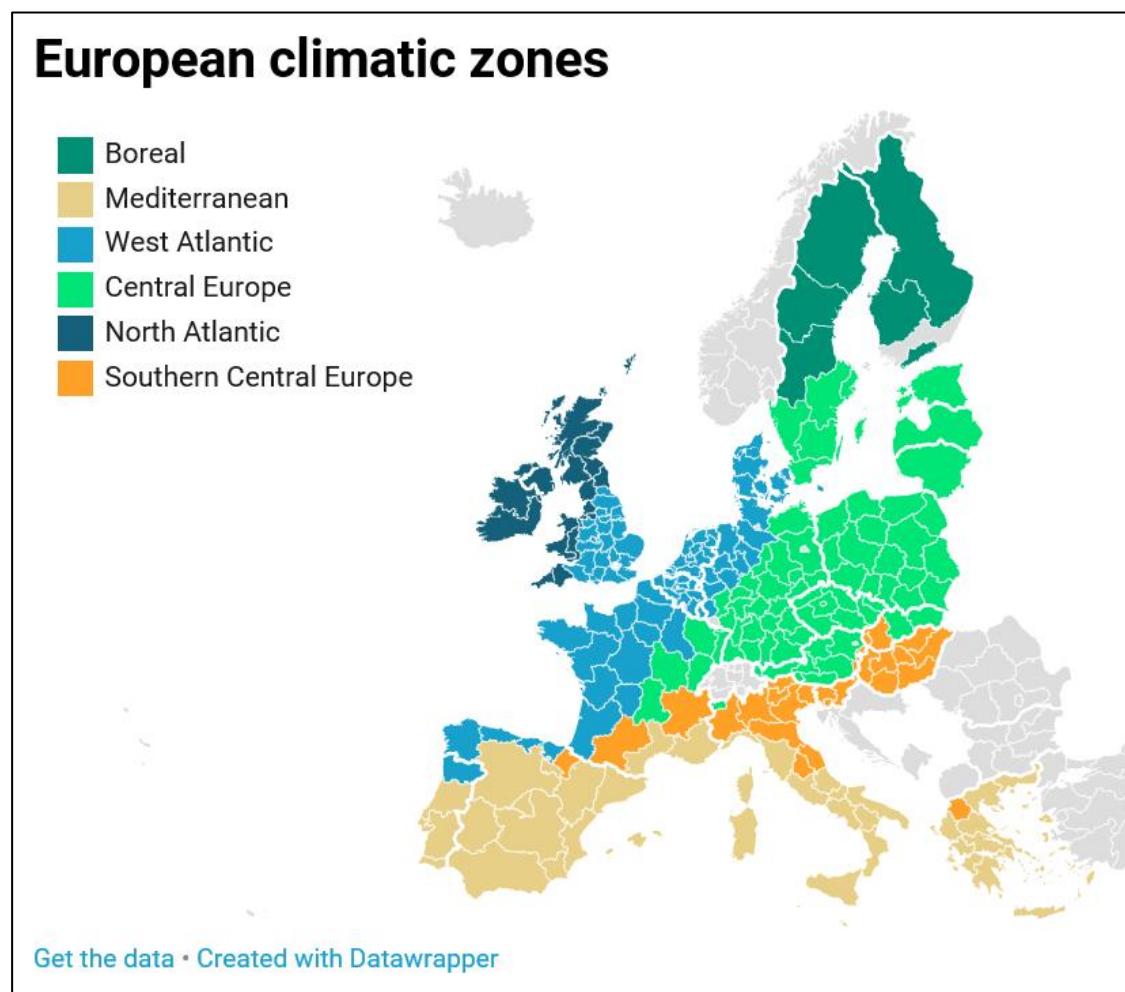 European climatic zones
Boreal
Mediterranean
West Atlantic
Central Europe
North Atlantic
Southern Central Europe
Get the data • Created with Datawrapper